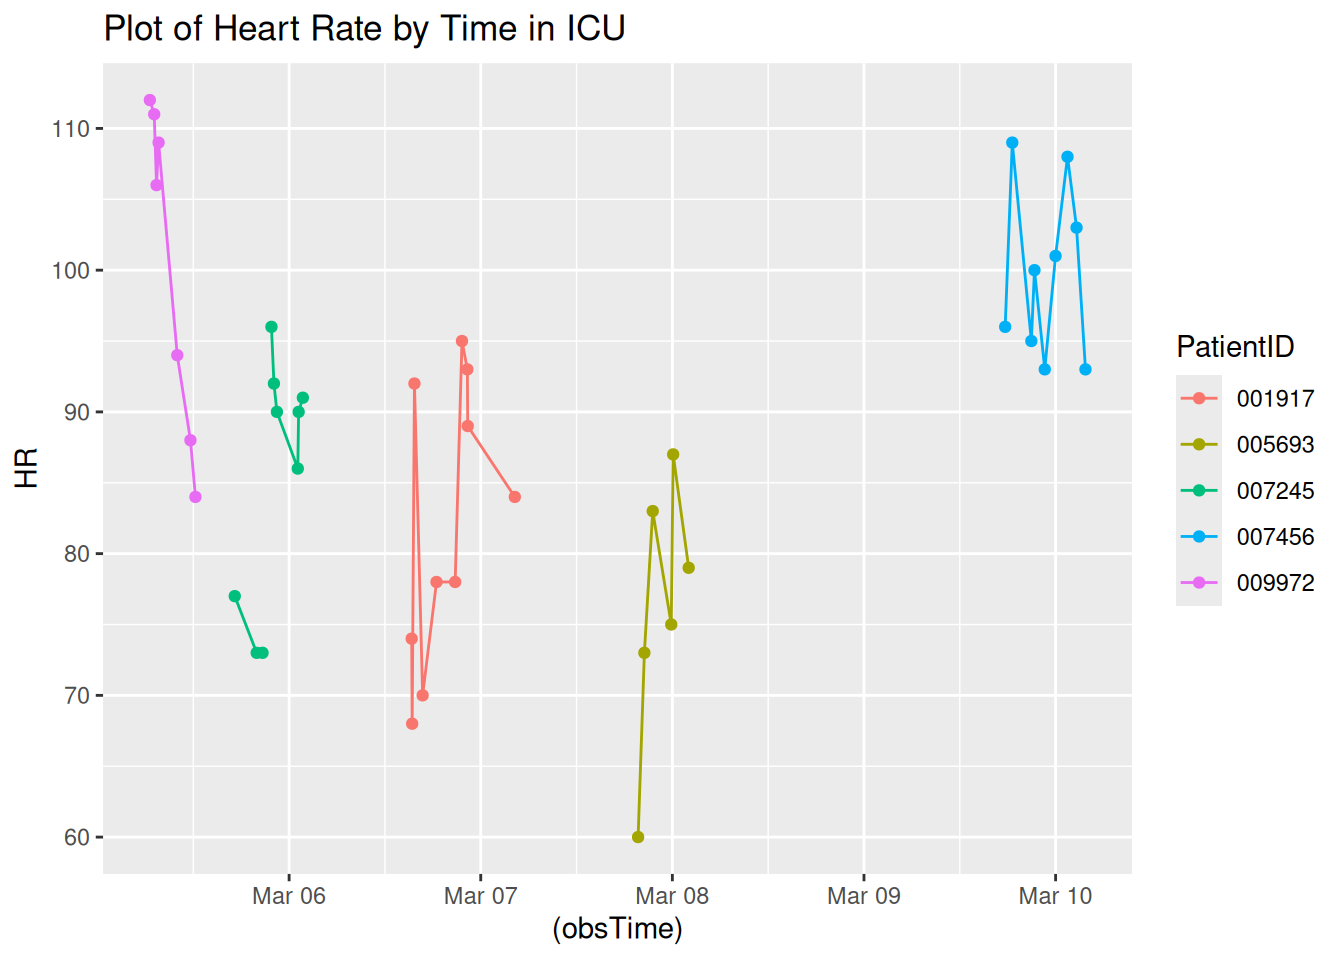 Plot of Heart Rate by Time in ICU
HR
110
100
90
80
70
60
Mar 06
Mar 07
Mar 08
Mar 09
Mar 10
(obsTime)
PatientID
001917
005693
007245
007456
009972